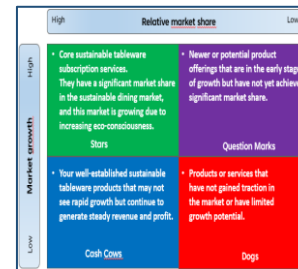 High
Relative market share
Low
Market growth
High
Low
• Core sustainable tableware
subscription services.
They have a significant market share
in the sustainable dining market,
and this market is growing due to
increasing eco-consciousness.
Stars
• Newer or potential product
offerings that are in the early stag
of growth but have not yet achieve
significant market share.
Question Marks
• Your well-established sustainable
tableware products that may not
see rapid growth but continue to
generate steady revenue and profit.
Cash Cows
• Products or services that
have not gained traction in
the market or have limited
growth potential.
Dogs